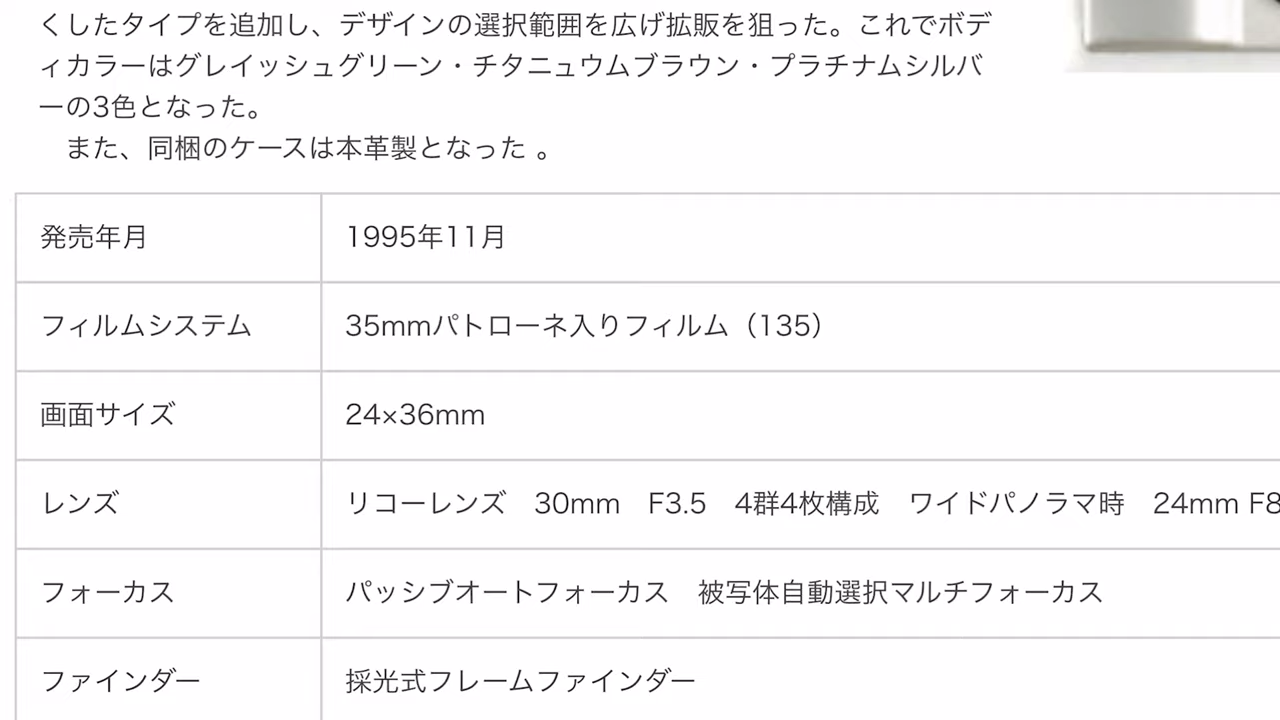 くしたタイプを追加し、デザインの選択範囲を広げ拡販を狙った。これでボデ
ィカラーはグレイッシュグリーン・チタニュウムブラウン・プラチナムシルバ
ーの3色となった。
また、同梱のケースは本革製となった 。
発売年月 1995年11月
フィルムシステム 35mmパトローネ入りフィルム（135）
画面サイズ 24×36mm
レンズ リコーレンズ 30mm F3.5 4群4枚構成 ワイドパノラマ時 24mm F8
フォーカス パッシブオートフォーカス 被写体自動選択マルチフォーカス
ファインダー 採光式フレームファインダー